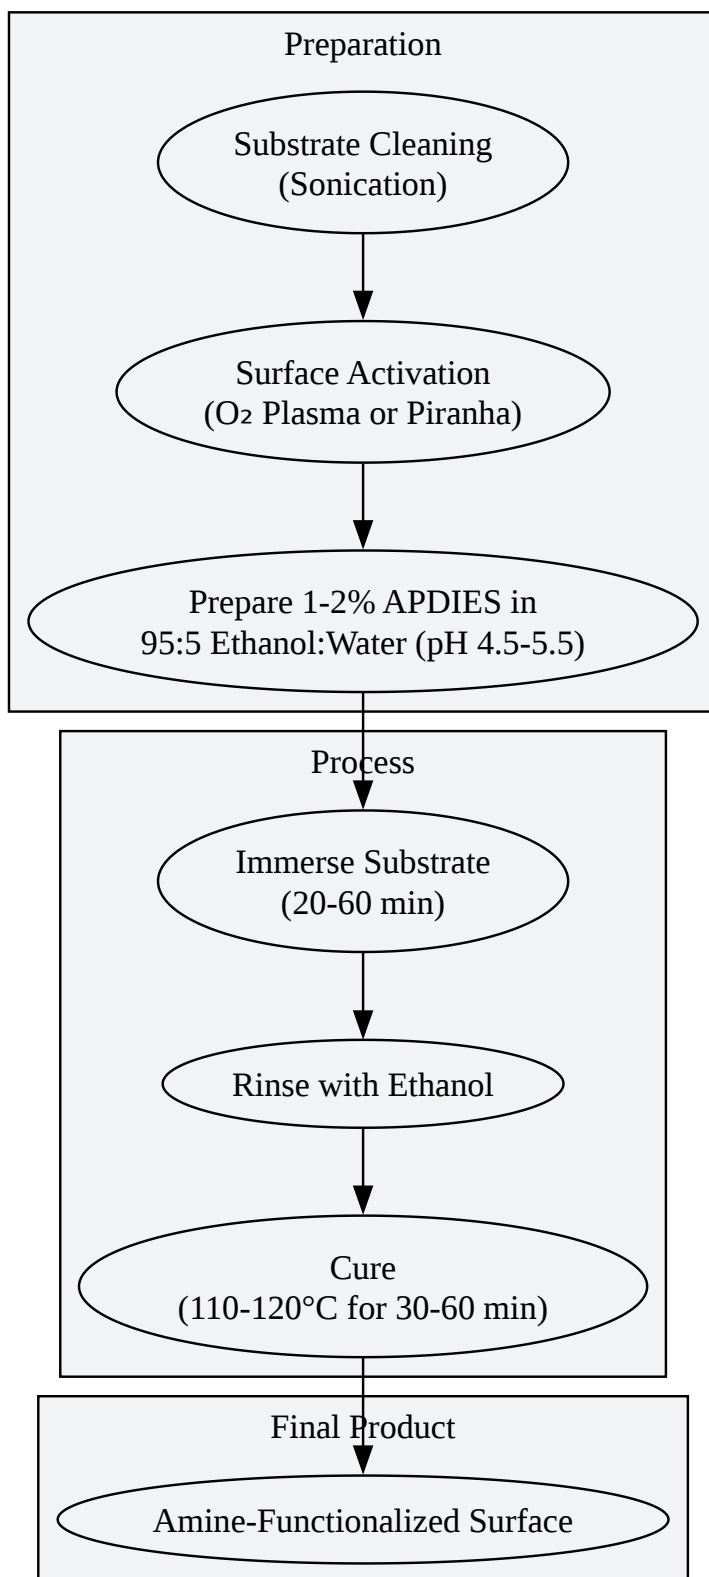 Preparation
Substrate Cleaning
(Sonication)
Surface Activation
(O₂ Plasma or Piranha)
Prepare 1-2% APDIES in
95:5 Ethanol:Water (pH 4.5-5.5)
Process
Immerse Substrate
(20-60 min)
Rinse with Ethanol
Cure
(110-120°C for 30-60 min)
Final Product
Amine-Functionalized Surface